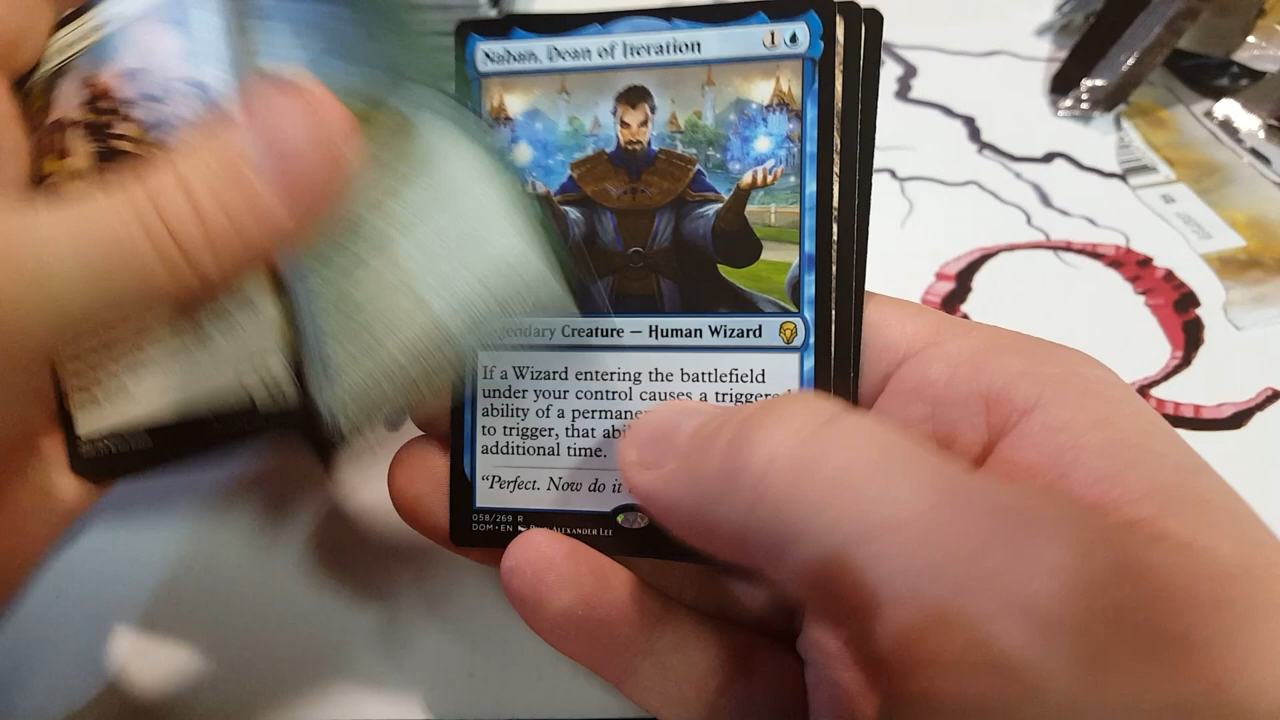 Naban, Dean of Iteration 1
Legendary Creature — Human Wizard
If a Wizard entering the battlefield
under your control causes a triggered
ability of a permanen
to trigger, that abi
additional time.
“Perfect. Now do it
058/269 R
DOM • EN Alexander Lee
Q